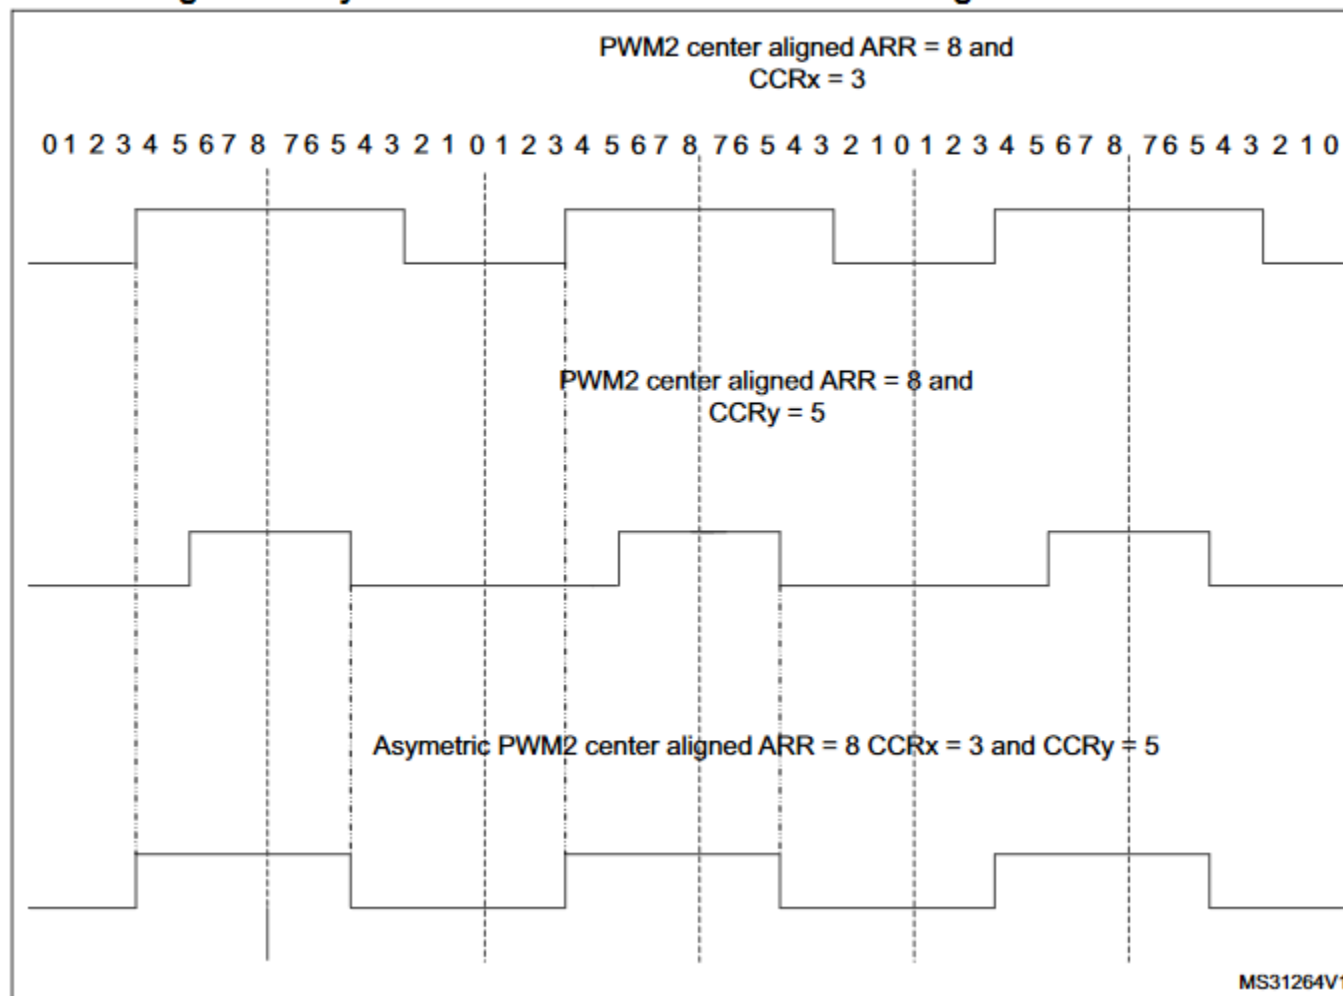 PWM2 center aligned ARR = 8 and
CCRx = 3
0 1 2 3 4 5 6 7 8 7 6 5 4 3 2 1 0 1 2 3 4 5 6 7 8 7 6 5 4 3 2 1 0 1 2 3 4 5 6 7 8 7 6 5 4 3 2 1 0
PWM2 center aligned ARR = 8 and
CCRy = 5
Asymetric PWM2 center aligned ARR = 8 CCRx = 3 and CCRy = 5
MS31264V1